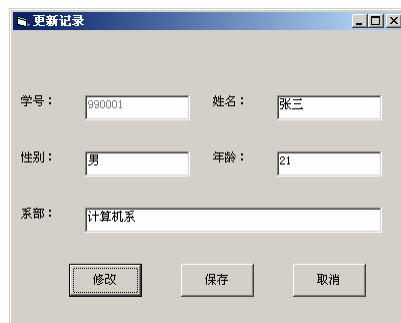 更新记录
学号： 990001 姓名： 张三
性别： 男 年龄： 21
系部： 计算机系
修改 保存 取消